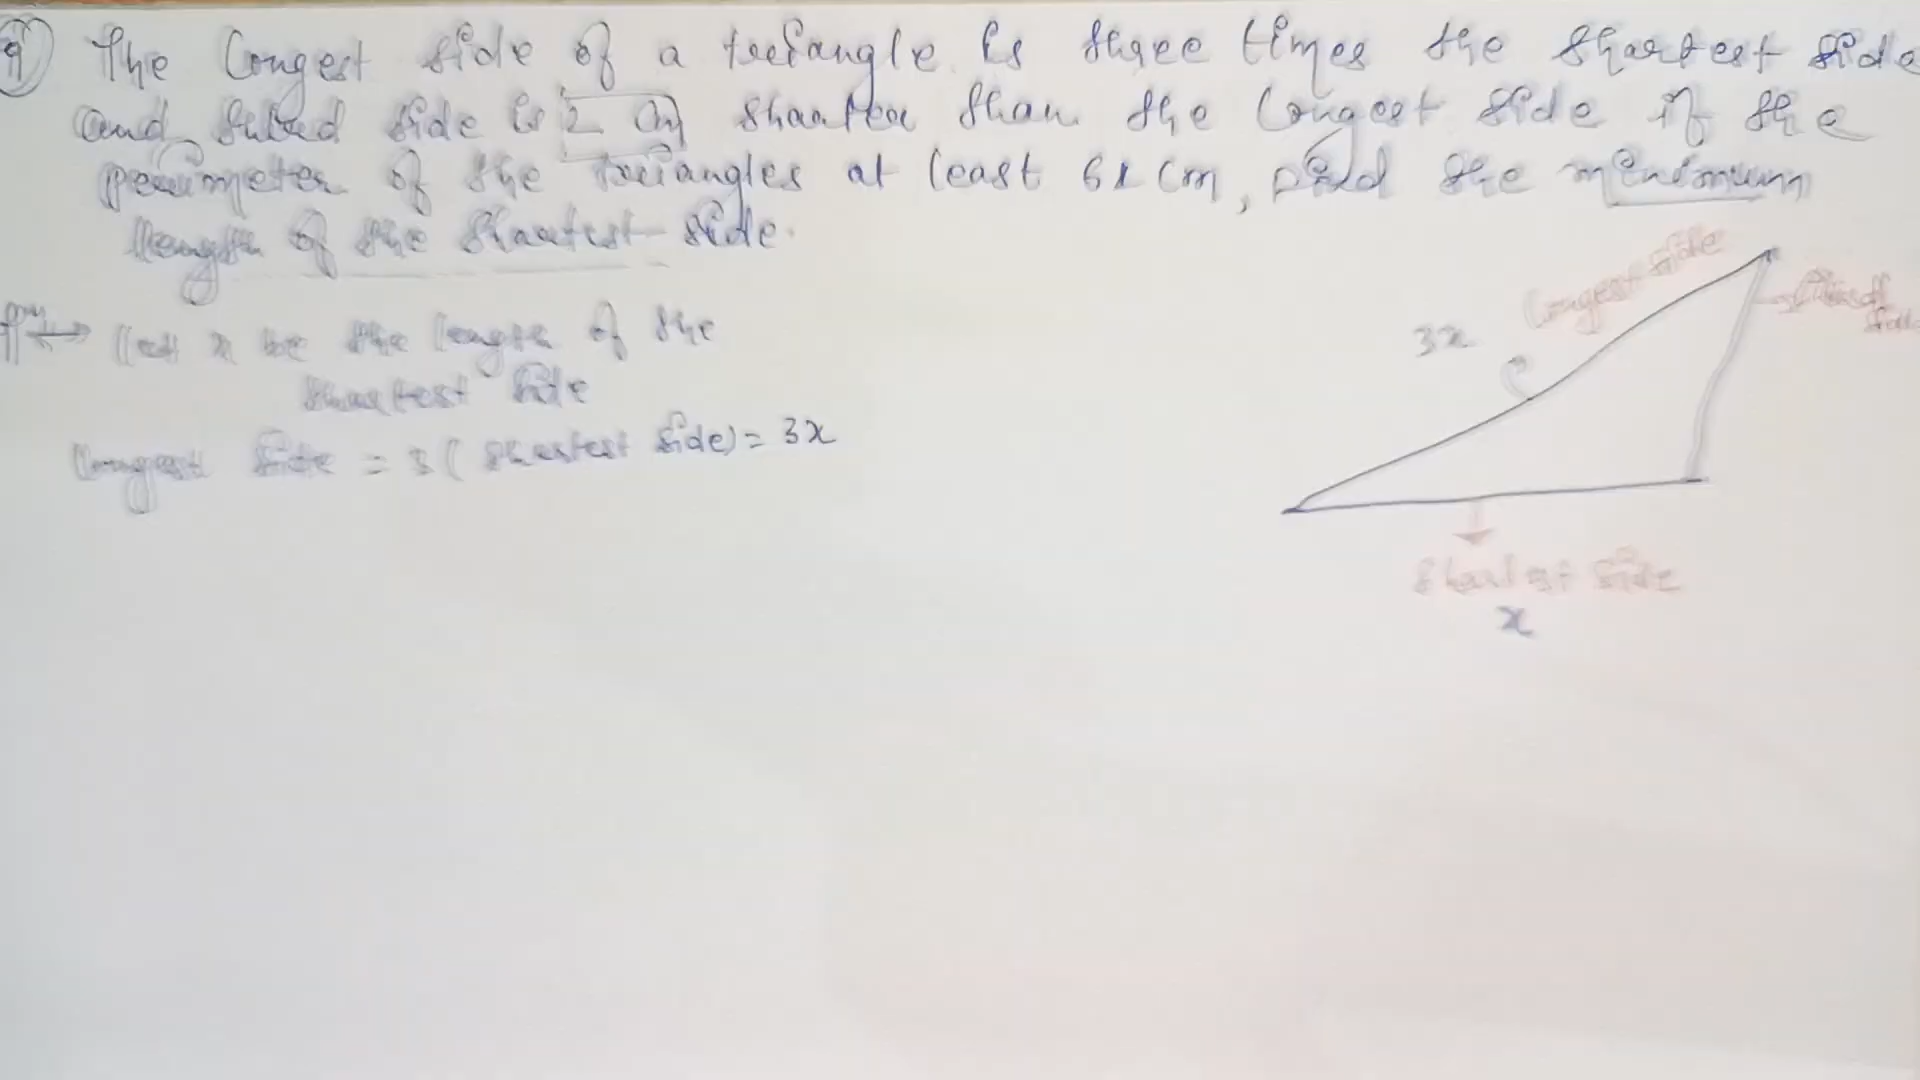 9) The Longest side of a treiangle is three times the shortest side
and third side is 2 cm shorter than the Longest side if the
perimeter of the treiangles at least 61 cm, find the minimum
length of the shortest side.
Let x be the length of the
shortest side
Longest side = 3 (shortest side) = 3x
Longest side
3x
Third side
Shortest side
x